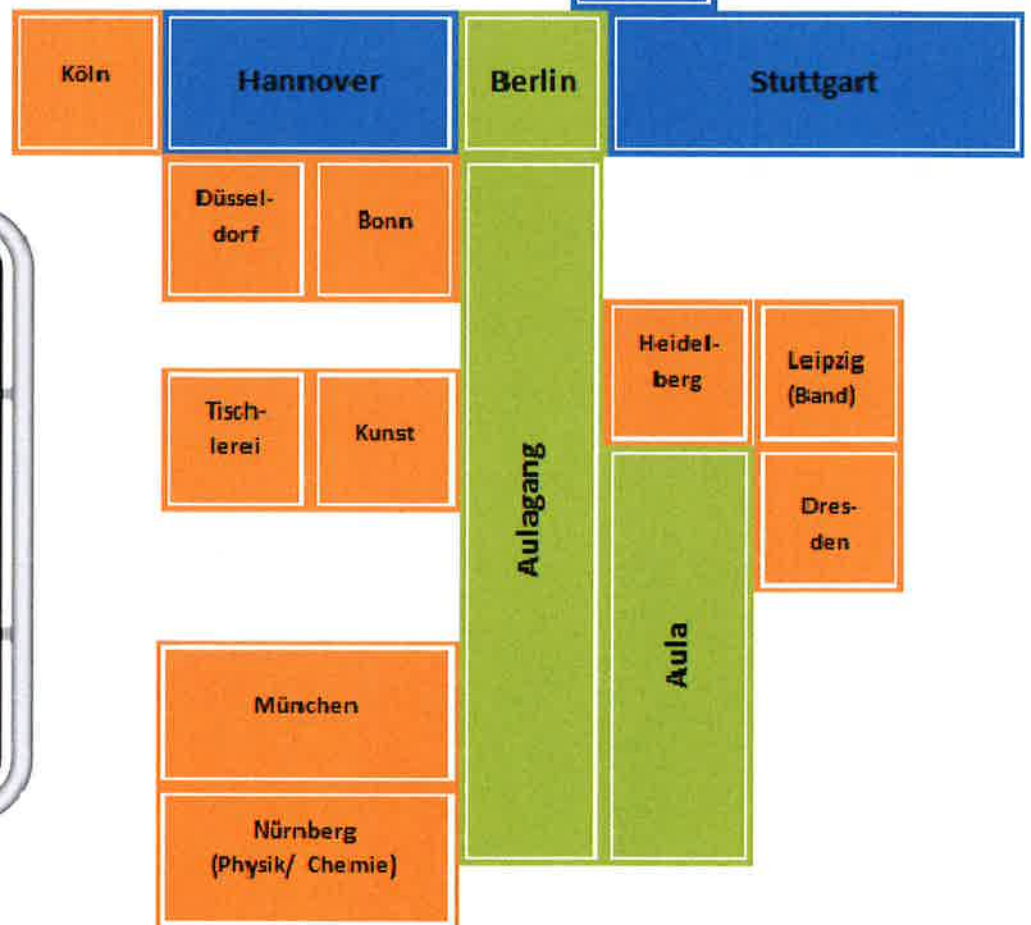 Köln
Hannover
Berlin
Stuttgart
Düssel-
dorf
Bonn
Heidel-
berg
Leipzig
(Band)
Tisch-
lerei
Kunst
Aulagang
Dres-
den
Aula
München
Nürnberg
(Physik/ Chemie)